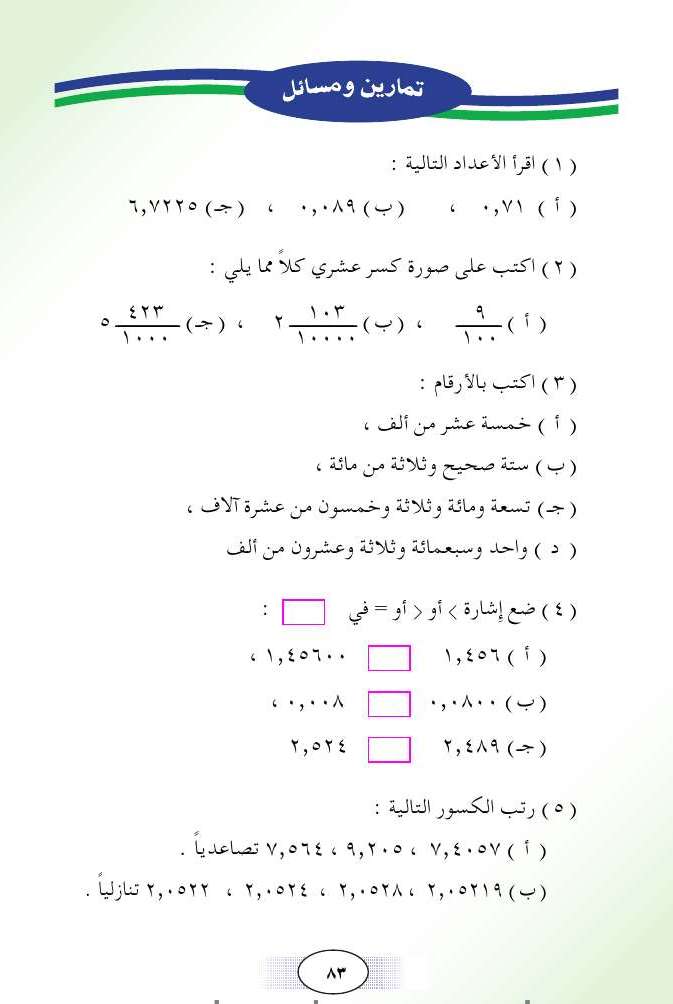 تمارين ومسائل
( ١ ) اقرأ الأعداد التالية :
( أ ) ٠,٧١ ، ( ب ) ٠,٠٨٩ ، ( جـ ) ٦,٧٢٢٥
( ٢ ) اكتب على صورة كسر عشري كلاً مما يلي :
( أ ) ٩/١٠٠ ، ( ب ) ١٠٣/١٠٠٠٠ ٢ ، ( جـ ) ٤٢٣/١٠٠٠ ٥
( ٣ ) اكتب بالأرقام :
( أ ) خمسة عشر من ألف ،
( ب ) ستة صحيح وثلاثة من مائة ،
( جـ ) تسعة ومائة وثلاثة وخمسون من عشرة آلاف ،
( د ) واحد وسبعمائة وثلاثة وعشرون من ألف
( ٤ ) ضع إشارة > أو < أو = في :
( أ ) ١,٤٥٦ ١,٤٥٦٠٠ ،
( ب ) ٠,٠٨٠٠ ٠,٠٠٨ ،
( جـ ) ٢,٤٨٩ ٢,٥٢٤
( ٥ ) رتب الكسور التالية :
( أ ) ٧,٤٠٥٧ ، ٩,٢٠٥ ، ٧,٥٦٤ تصاعدياً .
( ب ) ٢,٠٥٢١٩ ، ٢,٠٥٢٨ ، ٢,٠٥٢٤ ، ٢,٠٥٢٢ تنازلياً .
٨٣